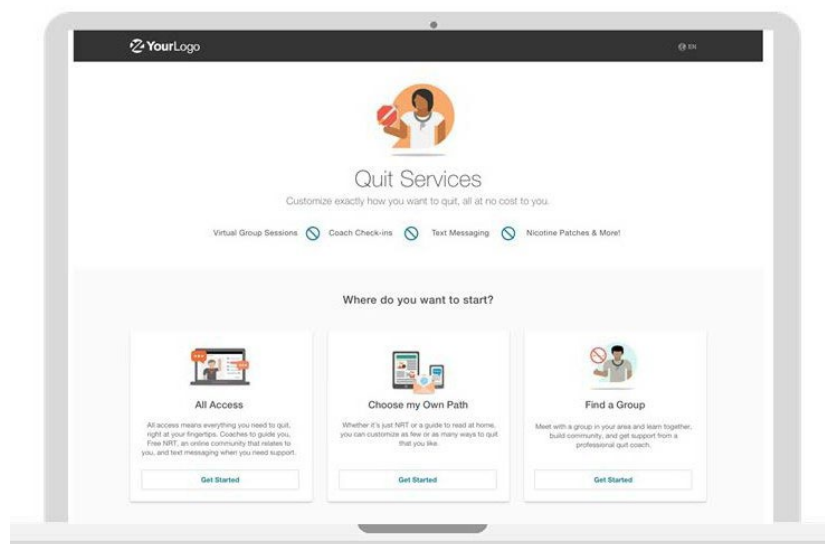 YourLogo
EN
Quit Services
Customize exactly how you want to quit, all at no cost to you.
Virtual Group Sessions Coach Check-ins Text Messaging Nicotine Patches & More!
Where do you want to start?
All Access
All access means everything you need to quit,
right at your fingertips. Coaches to guide you,
Free NRT, an online community that relates to
you, and text messaging when you need support.
Get Started
Choose my Own Path
Whether it's just NRT or a guide to read at home,
you can customize as few or as many ways to quit
that you like.
Get Started
Find a Group
Meet with a group in your area and learn together,
build community, and get support from a
professional quit coach.
Get Started